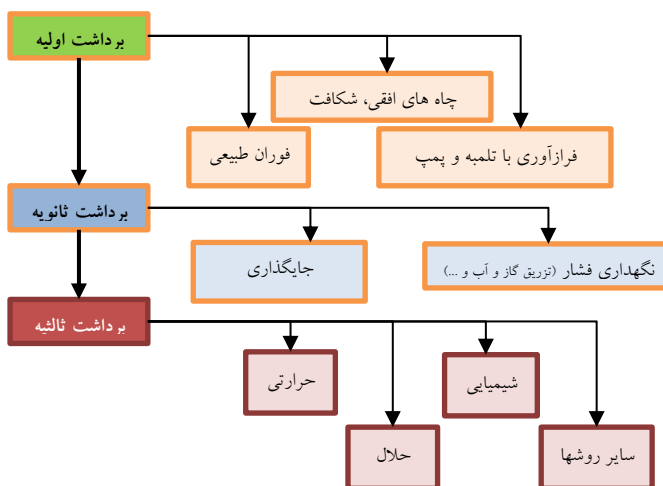 برداشت اولیه
چاه های افقی، شکافت
فوران طبیعی
فرازآوری با تلمبه و پمپ
برداشت ثانویه
جایگذاری
نگهداری فشار (تزریق گاز و آب و ...)
برداشت ثالثیه
حرارتی
شیمیایی
حلال
سایر روشها